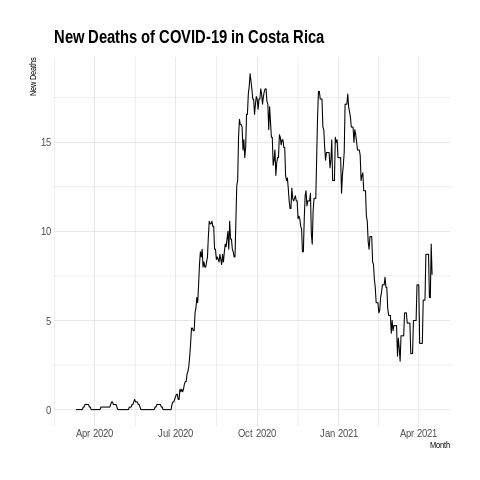 New Deaths of COVID-19 in Costa Rica
New Deaths
15
10
5
0
Apr 2020 Jul 2020 Oct 2020 Jan 2021 Apr 2021
Month